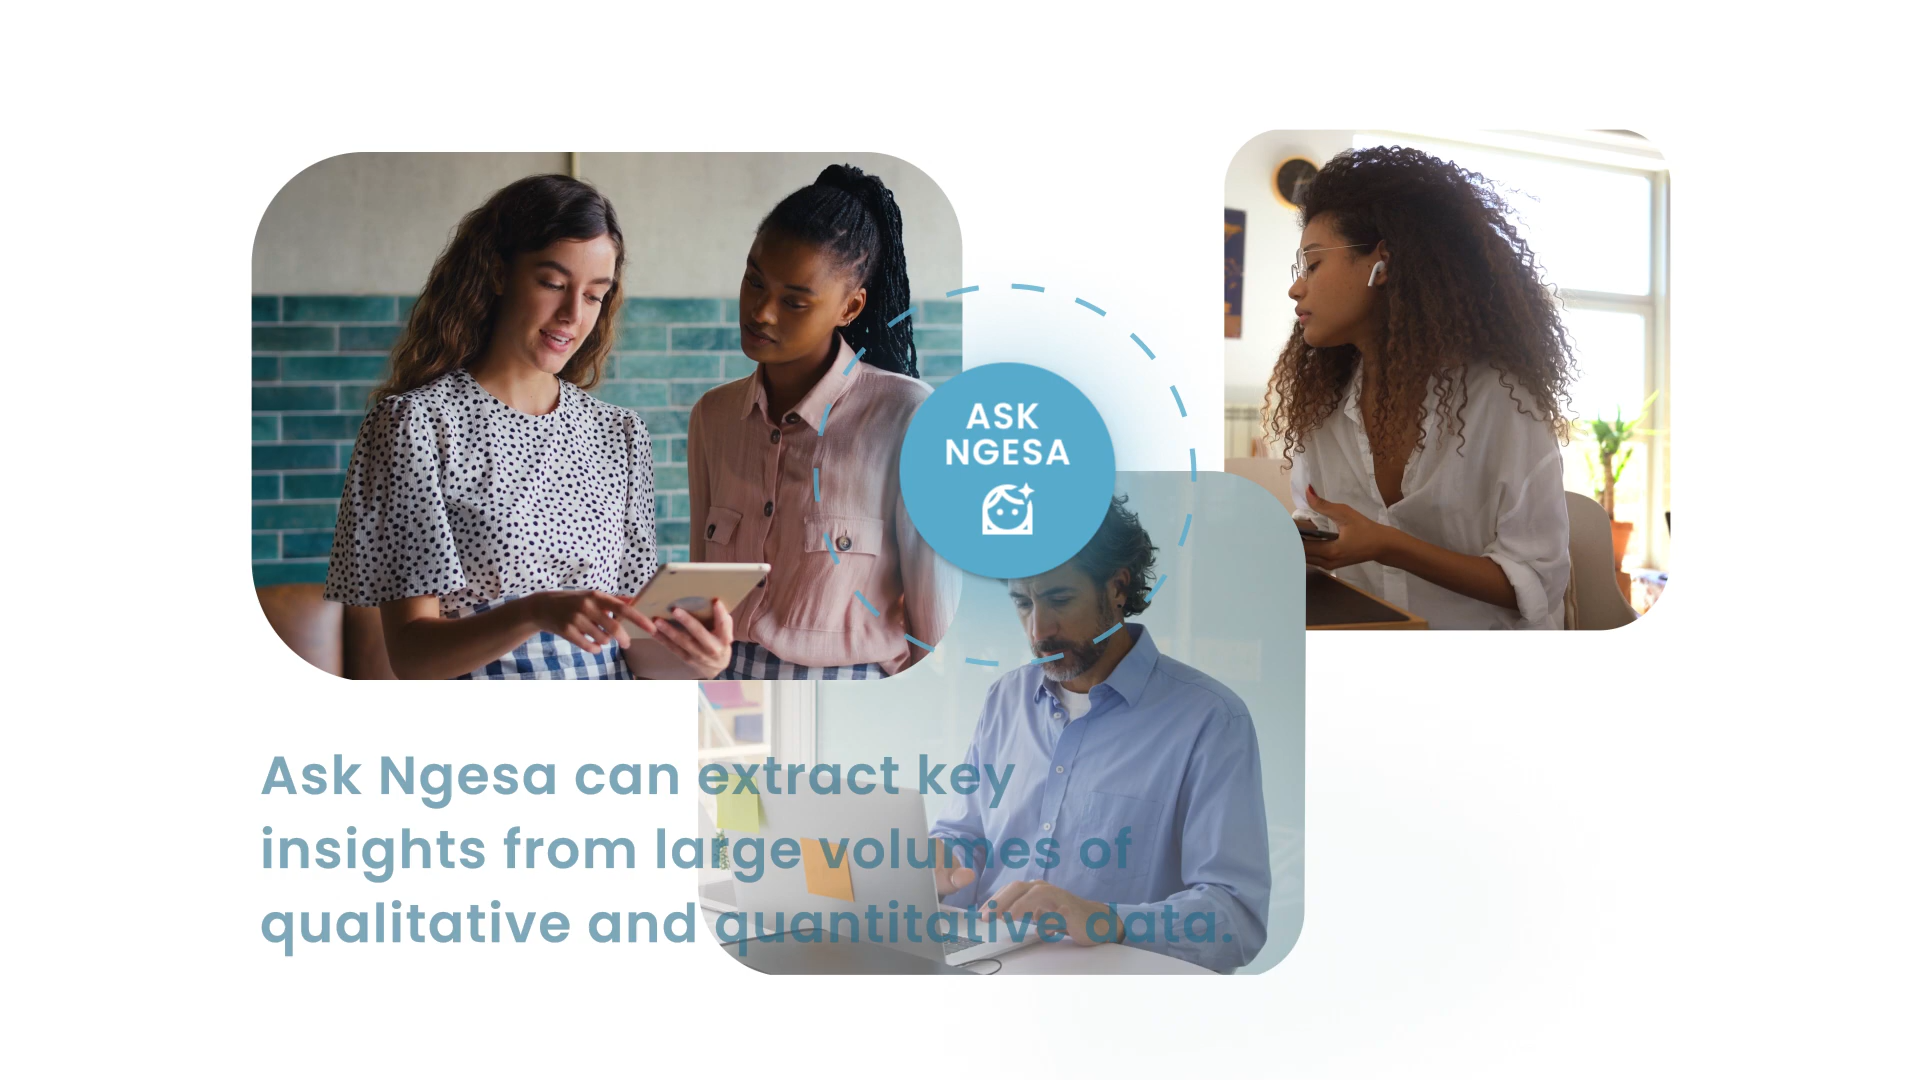 ASK
NGESA
Ask Ngesa can extract key
insights from large volumes of
qualitative and quantitative data.